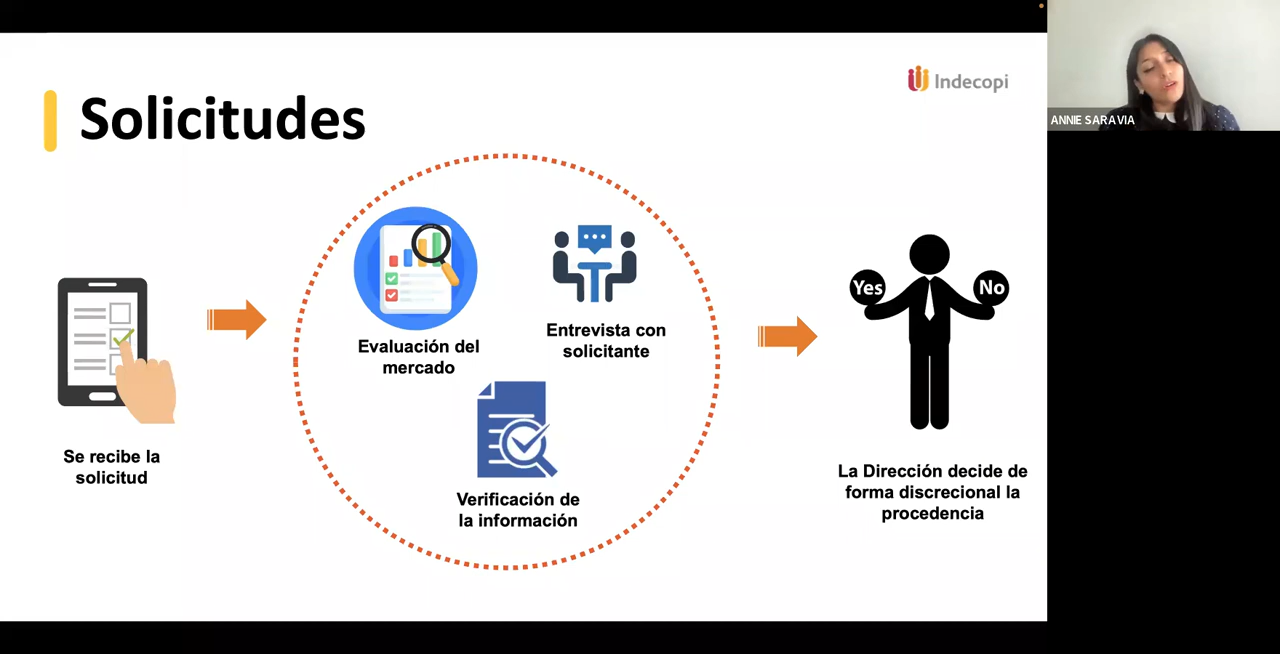 Indecopi
Solicitudes
ANNIE SARAVIA
Se recibe la
solicitud
Evaluación del
mercado
Entrevista con
solicitante
Verificación de
la información
Yes
No
La Dirección decide de
forma discrecional la
procedencia